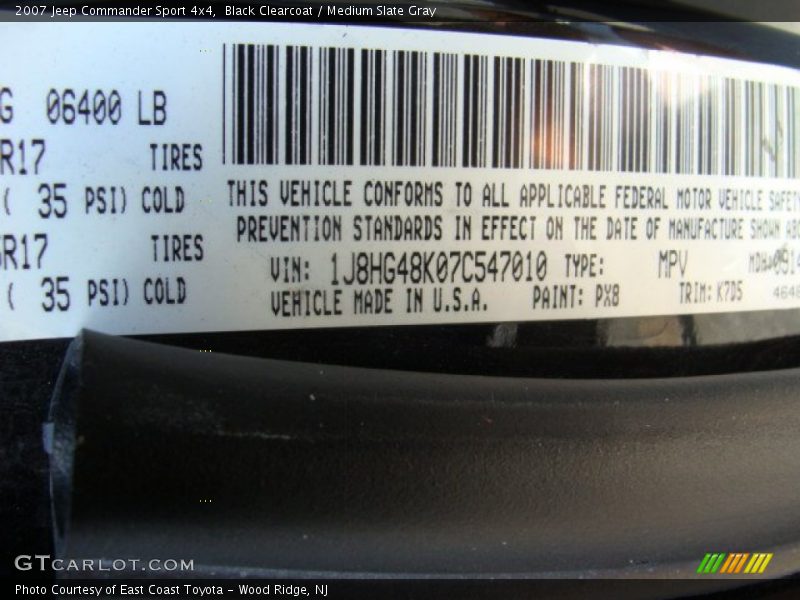 2007 Jeep Commander Sport 4x4, Black Clearcoat / Medium Slate Gray
G 06400 LB
R17 TIRES
( 35 PSI) COLD
R17 TIRES
( 35 PSI) COLD
THIS VEHICLE CONFORMS TO ALL APPLICABLE FEDERAL MOTOR VEHICLE SAFETY
PREVENTION STANDARDS IN EFFECT ON THE DATE OF MANUFACTURE SHOWN ABO
VIN: 1J8HG48K07C547010 TYPE: MPV MDH:
VEHICLE MADE IN U.S.A. PAINT: PX8 TRIM: K7D5 4648
GTCARLOT.COM
Photo Courtesy of East Coast Toyota – Wood Ridge, NJ